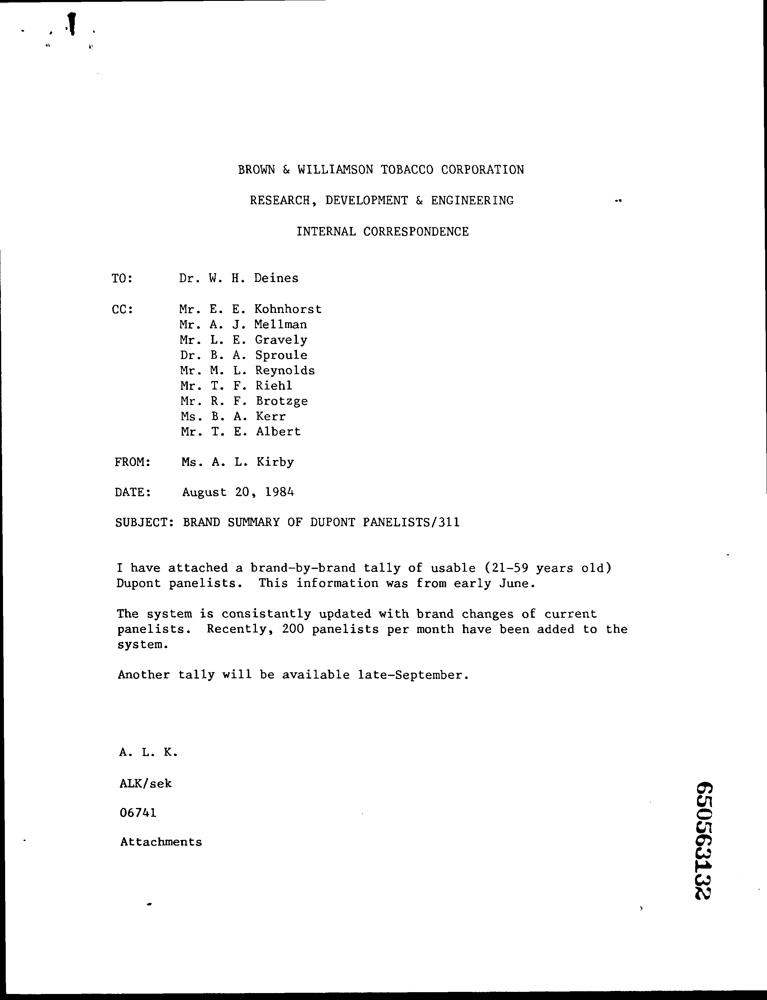 BROWN & WILLIAMSON TOBACCO CORPORATION
RESEARCH, DEVELOPMENT & ENGINEERING
INTERNAL CORRESPONDENCE
TO: Dr. W. H. Deines
CC: Mr. E. E. Kohnhorst
Mr. A. J. Mellman
Mr. L. E. Gravely
Dr. B. A. Sproule
Mr. M. L. Reynolds
Mr. T. F. Riehl
Mr. R. F. Brotzge
Ms. B. A. Kerr
Mr. T. E. Albert
FROM: Ms. A. L. Kirby
DATE: August 20, 1984
SUBJECT: BRAND SUMMARY OF DUPONT PANELISTS/311
I have attached a brand-by-brand tally of usable (21-59 years old)
Dupont panelists. This information was from early June.
The system is consistantly updated with brand changes of current
panelists. Recently, 200 panelists per month have been added to the
system.
Another tally will be available late-September.
A. L. K.
ALK/sek
06741
Attachments
650563132